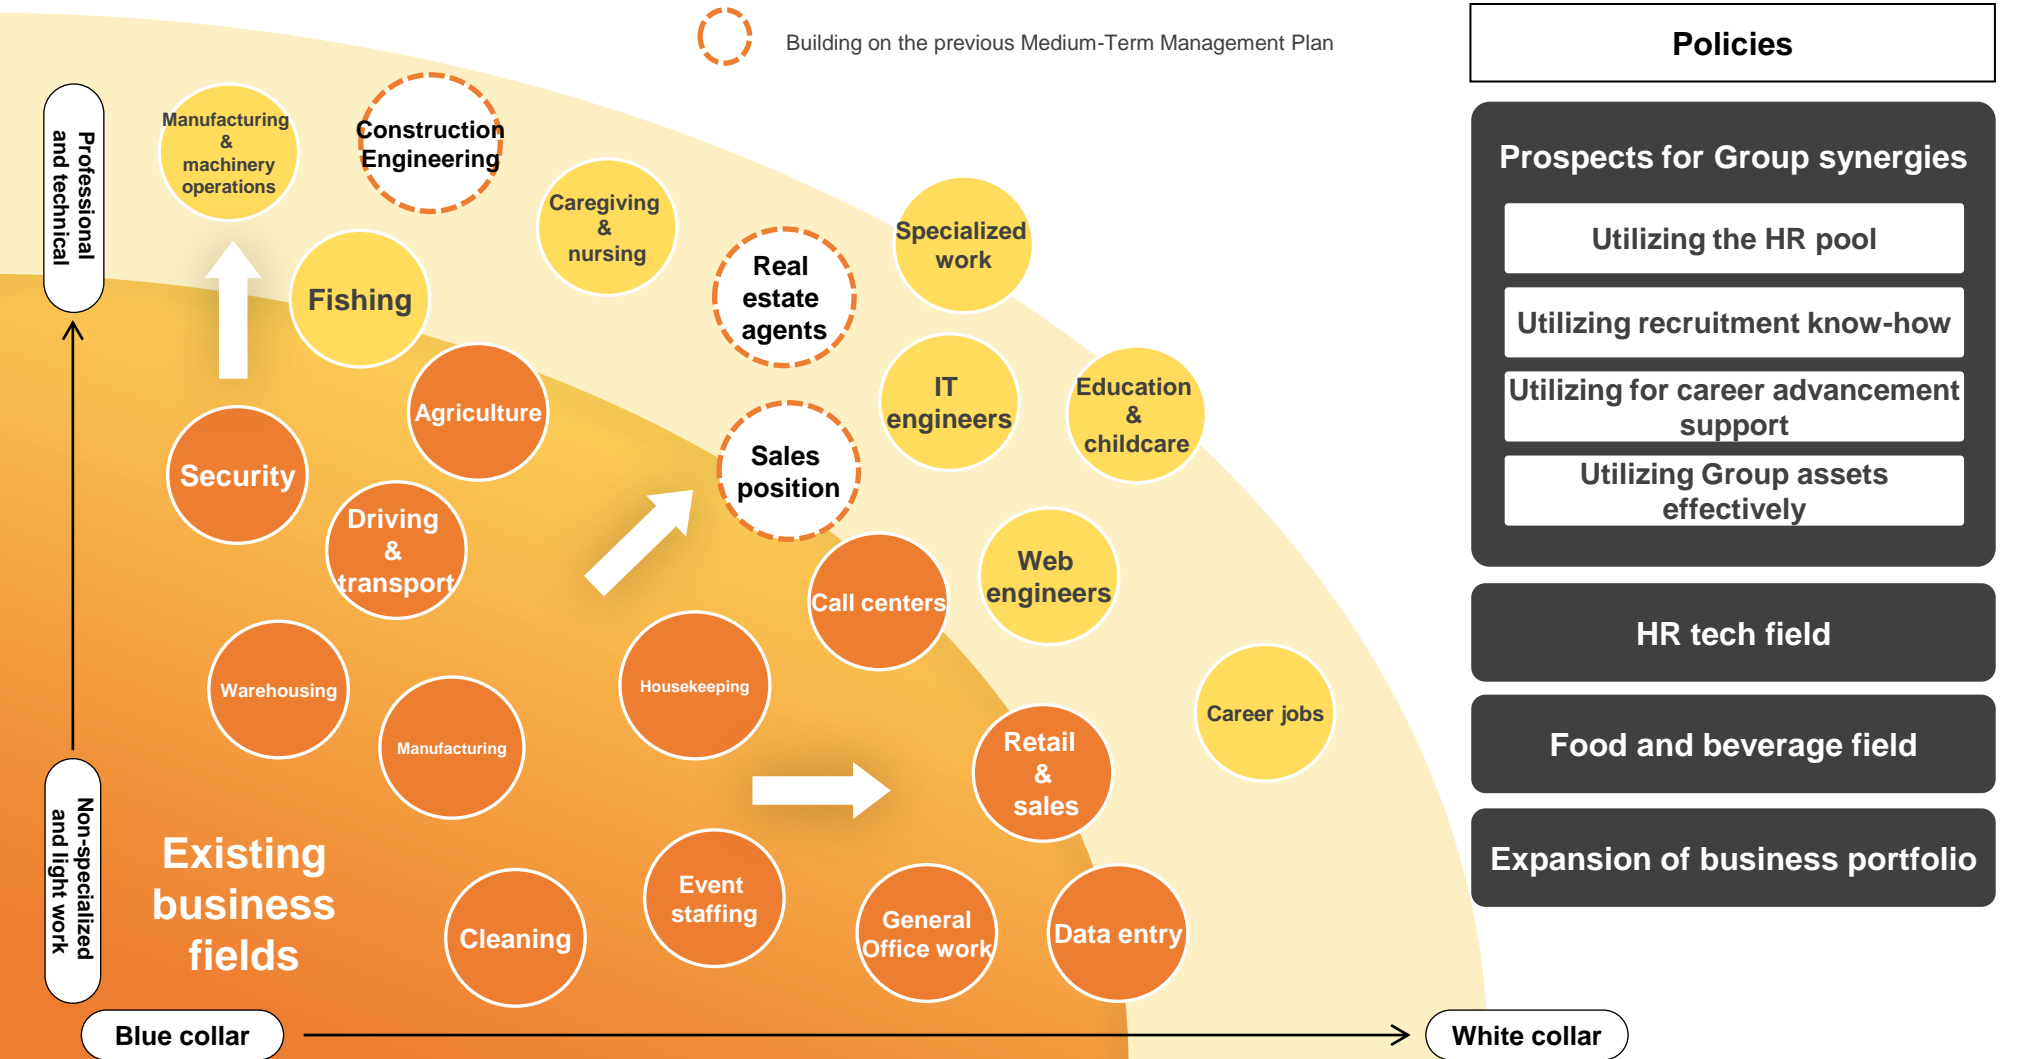 Building on the previous Medium-Term Management Plan
Professional
and technical
Manufacturing
&
machinery
operations
Construction
Engineering
Caregiving
&
nursing
Specialized
work
Real
estate
agents
Fishing
Agriculture
IT
engineers
Education
&
childcare
Security
Sales
position
Driving
&
transport
Web
engineers
Call centers
Warehousing
Housekeeping
Manufacturing
Career jobs
Retail
&
sales
Non-specialized
and light work
Existing
business
fields
Cleaning
Event
staffing
General
Office work
Data entry
Blue collar
White collar
Policies
Prospects for Group synergies
Utilizing the HR pool
Utilizing recruitment know-how
Utilizing for career advancement
support
Utilizing Group assets
effectively
HR tech field
Food and beverage field
Expansion of business portfolio